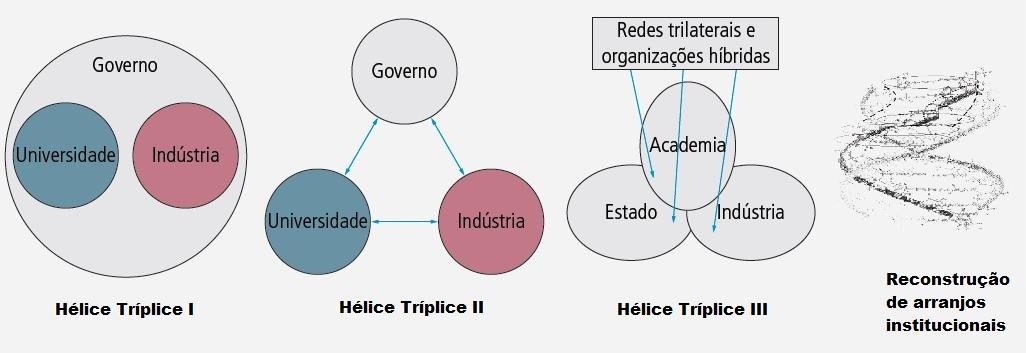 Governo
Universidade
Indústria
Hélice Tríplice I
Governo
Universidade
Indústria
Hélice Tríplice II
Redes trilaterais e
organizações híbridas
Academia
Estado
Indústria
Hélice Tríplice III
Reconstrução
de arranjos
institucionais